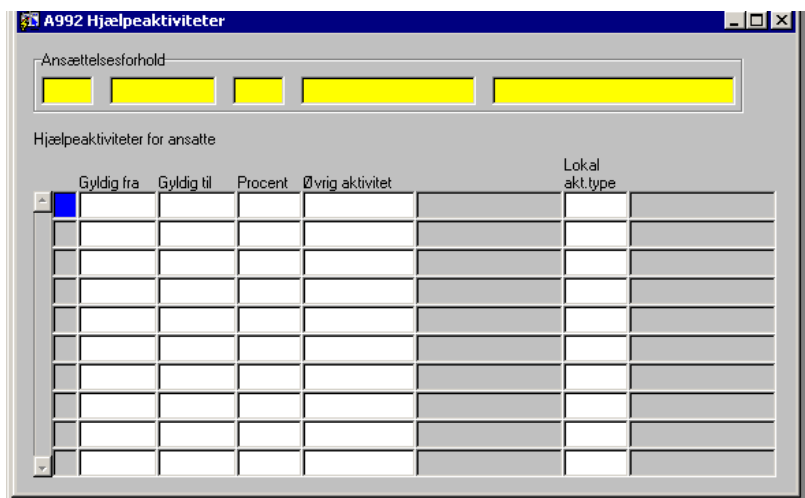 A992 Hjælpeaktiviteter
Ansættelsesforhold
Hjælpeaktiviteter for ansatte
Gyldig fra Gyldig til Procent Øvrig aktivitet Lokal akt.type